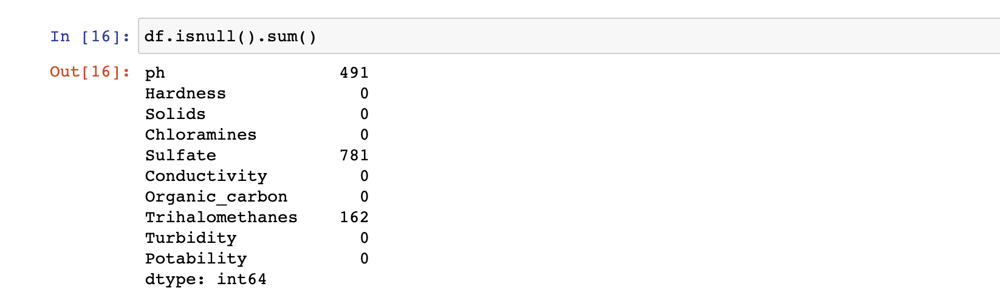 In [16]: df.isnull().sum()
Out[16]: ph 491
Hardness 0
Solids 0
Chloramines 0
Sulfate 781
Conductivity 0
Organic_carbon 0
Trihalomethanes 162
Turbidity 0
Potability 0
dtype: int64